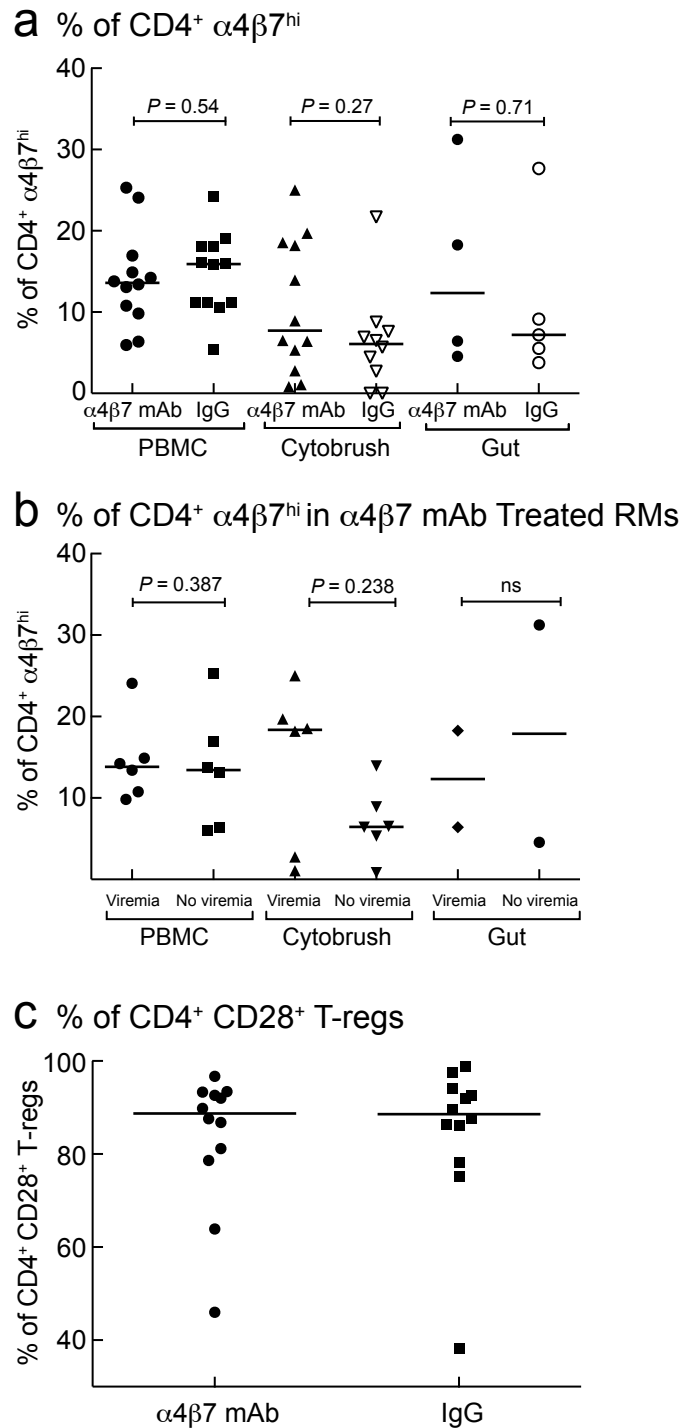 a % of CD4⁺ α4β7ʰⁱ
% of CD4⁺ α4β7ʰⁱ
40
30
20
10
0
P = 0.54
P = 0.27
P = 0.71
α4β7 mAb IgG α4β7 mAb IgG α4β7 mAb IgG
PBMC Cytobrush Gut
b % of CD4⁺ α4β7ʰⁱ in α4β7 mAb Treated RMs
% of CD4⁺ α4β7ʰⁱ
40
30
20
10
P = 0.387
P = 0.238
ns
Viremia No viremia Viremia No viremia Viremia No viremia
PBMC Cytobrush Gut
c % of CD4⁺ CD28⁺ T-regs
% of CD4⁺ CD28⁺ T-regs
100
80
60
40
α4β7 mAb IgG